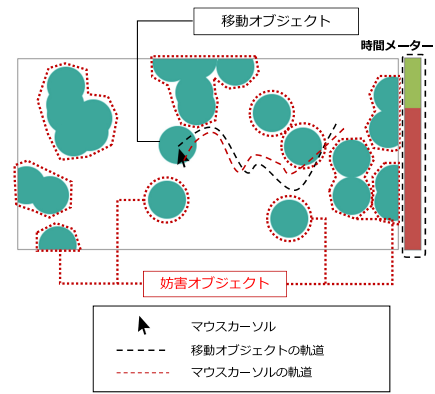 移動オブジェクト
時間メーター
妨害オブジェクト
マウスカーソル
移動オブジェクトの軌道
マウスカーソルの軌道